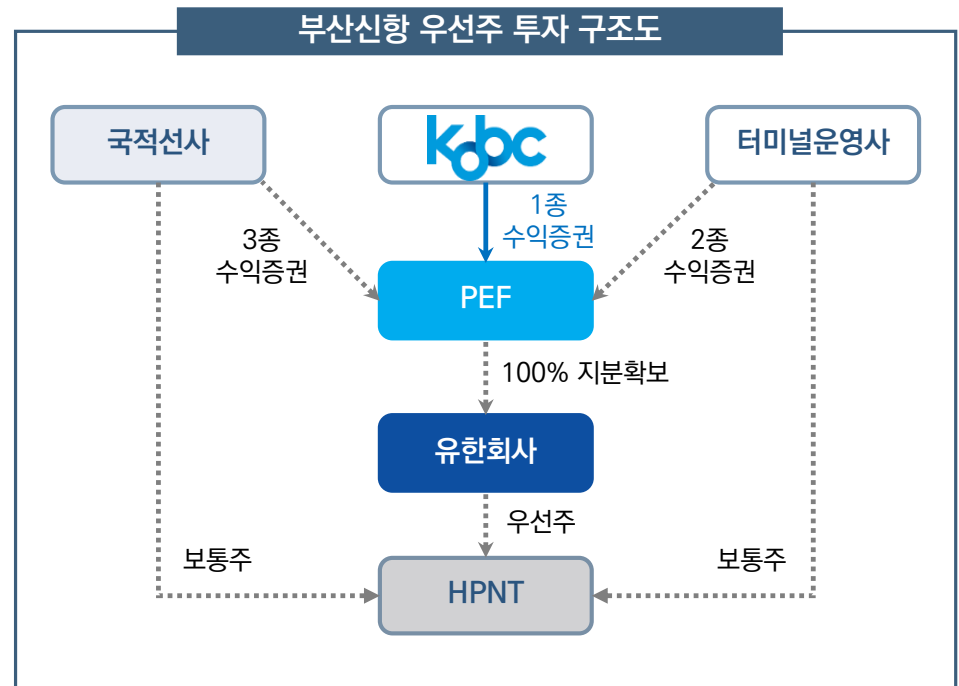 부산신항 우선주 투자 구조도
국적선사
kobc
터미널운영사
1종
수익증권
3종
수익증권
2종
수익증권
PEF
100% 지분확보
유한회사
우선주
보통주
보통주
HPNT